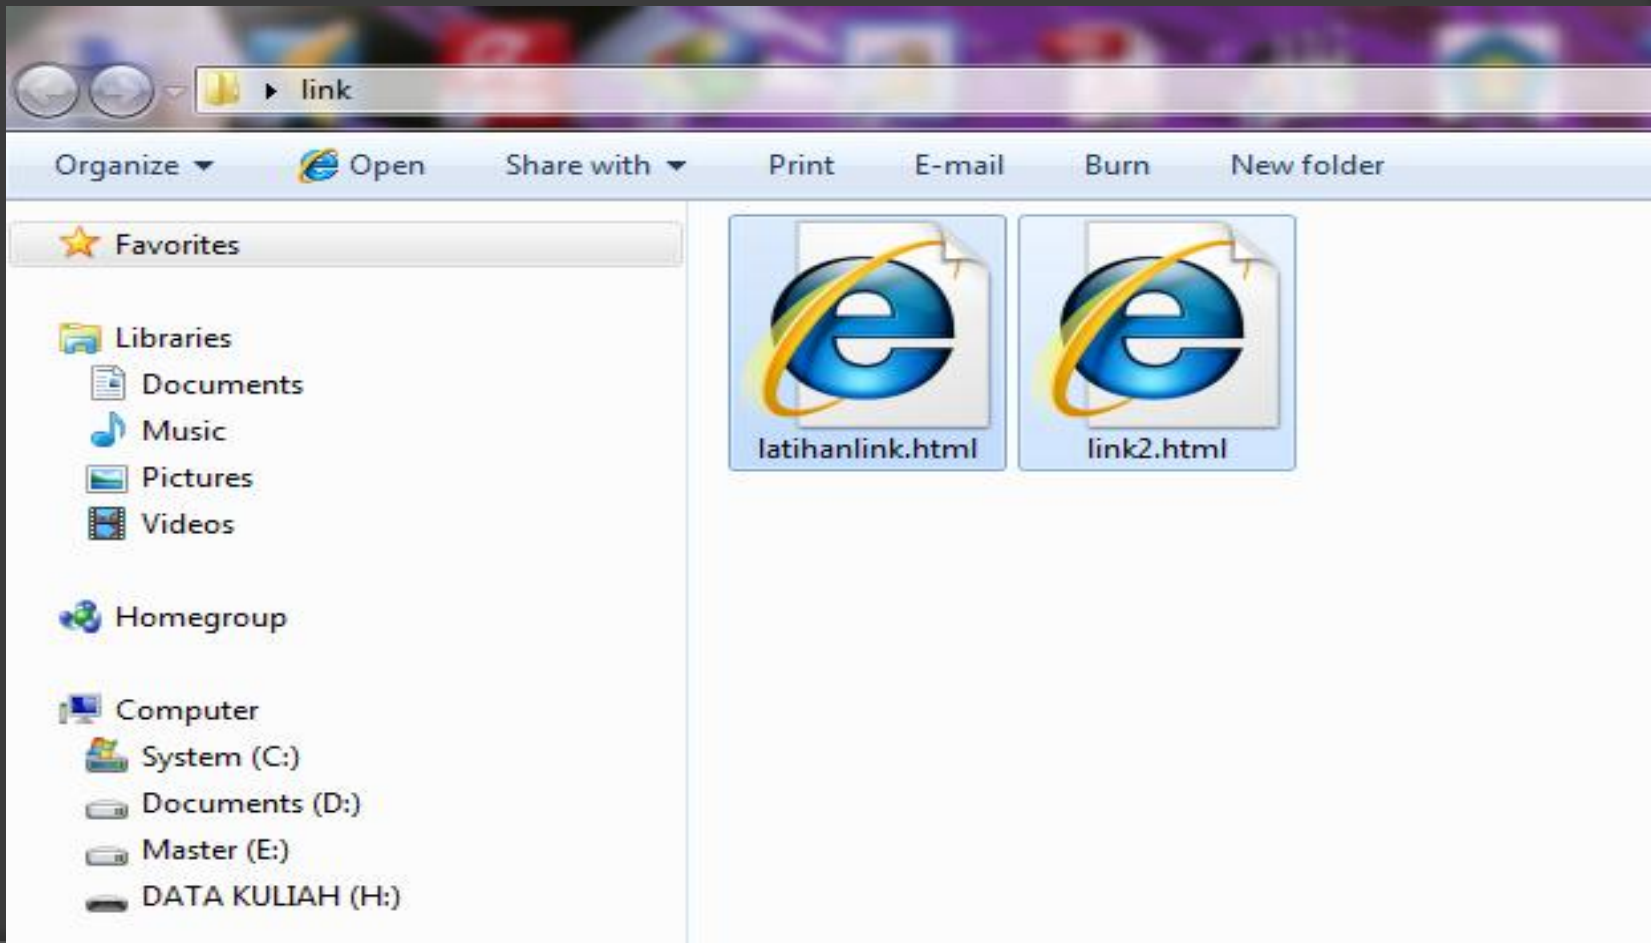 link
Organize Open Share with Print E-mail Burn New folder
Favorites
Libraries
Documents
Music
Pictures
Videos
Homegroup
Computer
System (C:)
Documents (D:)
Master (E:)
DATA KULIAH (H:)
latihanlink.html link2.html